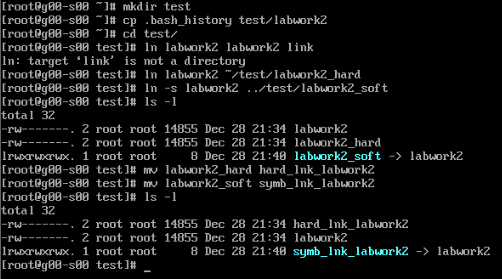 [root@g00-s00 ~]# mkdir test
[root@g00-s00 ~]# cp .bash_history test/labwork2
[root@g00-s00 ~]# cd test/
[root@g00-s00 test]# ln labwork2 labwork2 link
ln: target ‘link’ is not a directory
[root@g00-s00 test]# ln labwork2 ~/test/labwork2_hard
[root@g00-s00 test]# ln -s labwork2 ../test/labwork2_soft
[root@g00-s00 test]# ls -l
total 32
-rw-------. 2 root root 14855 Dec 28 21:34 labwork2
-rw-------. 2 root root 14855 Dec 28 21:34 labwork2_hard
lrwxrwxrwx. 1 root root     8 Dec 28 21:40 labwork2_soft -> labwork2
[root@g00-s00 test]# mv labwork2_hard hard_lnk_labwork2
[root@g00-s00 test]# mv labwork2_soft symb_lnk_labwork2
[root@g00-s00 test]# ls -l
total 32
-rw-------. 2 root root 14855 Dec 28 21:34 hard_lnk_labwork2
-rw-------. 2 root root 14855 Dec 28 21:34 labwork2
lrwxrwxrwx. 1 root root     8 Dec 28 21:40 symb_lnk_labwork2 -> labwork2
[root@g00-s00 test]# _